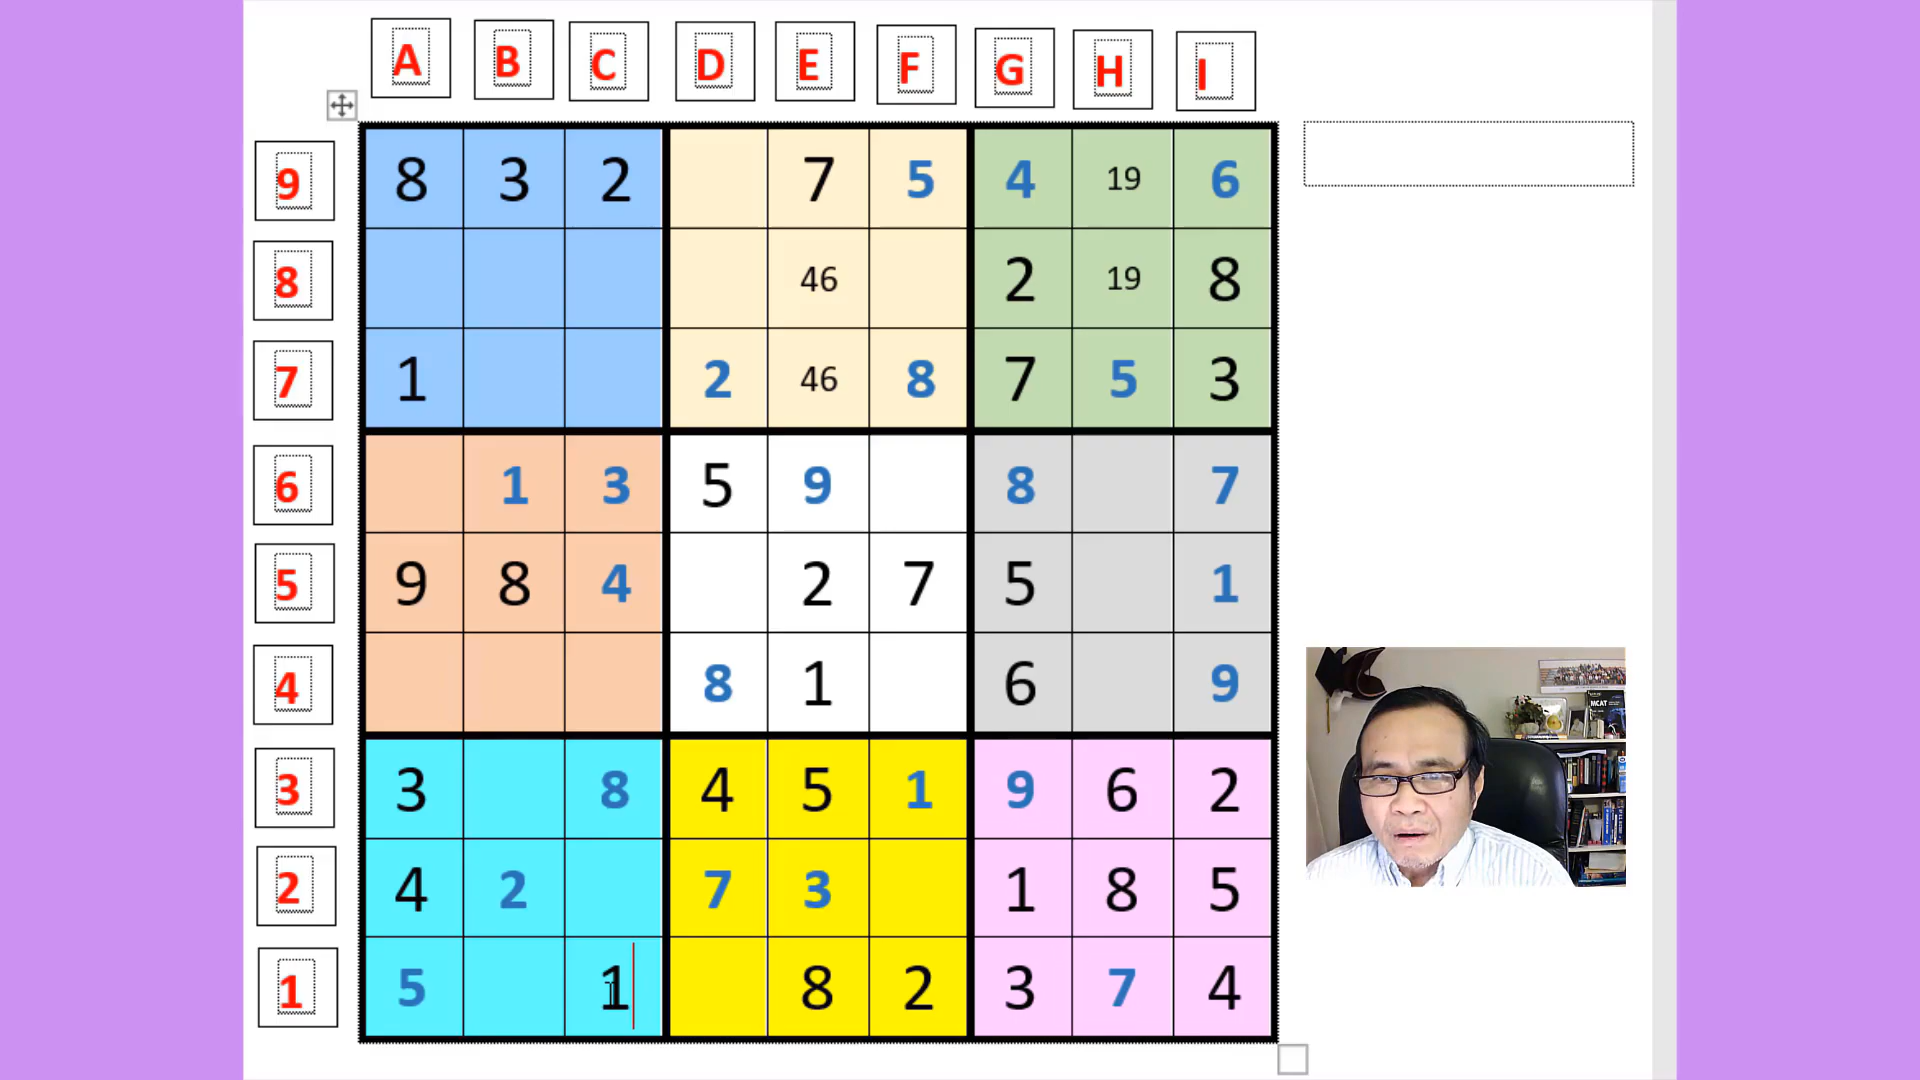 A B C D E F G H I
9 8 3 2 7 5 4 19 6
8 46 2 19 8
7 1 2 46 8 7 5 3
6 1 3 5 9 8 7
5 9 8 4 2 7 5 1
4 8 1 6 9
3 3 8 4 5 1 9 6 2
2 4 2 7 3 1 8 5
1 5 1 8 2 3 7 4
MCAT